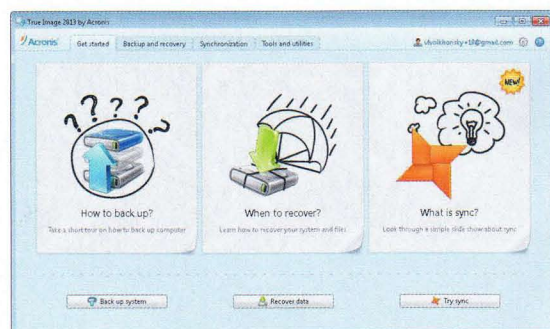 True Image 2013 by Acronis
Acronis
Get started
Backup and recovery
Synchronization
Tools and utilities
@gmail.com
NEW!
????
?
How to back up?
Take a short tour on how to back up computer
When to recover?
Learn how to recover your system and files
What is sync?
Look through a simple slide show about sync
Back up system
Recover data
Try sync